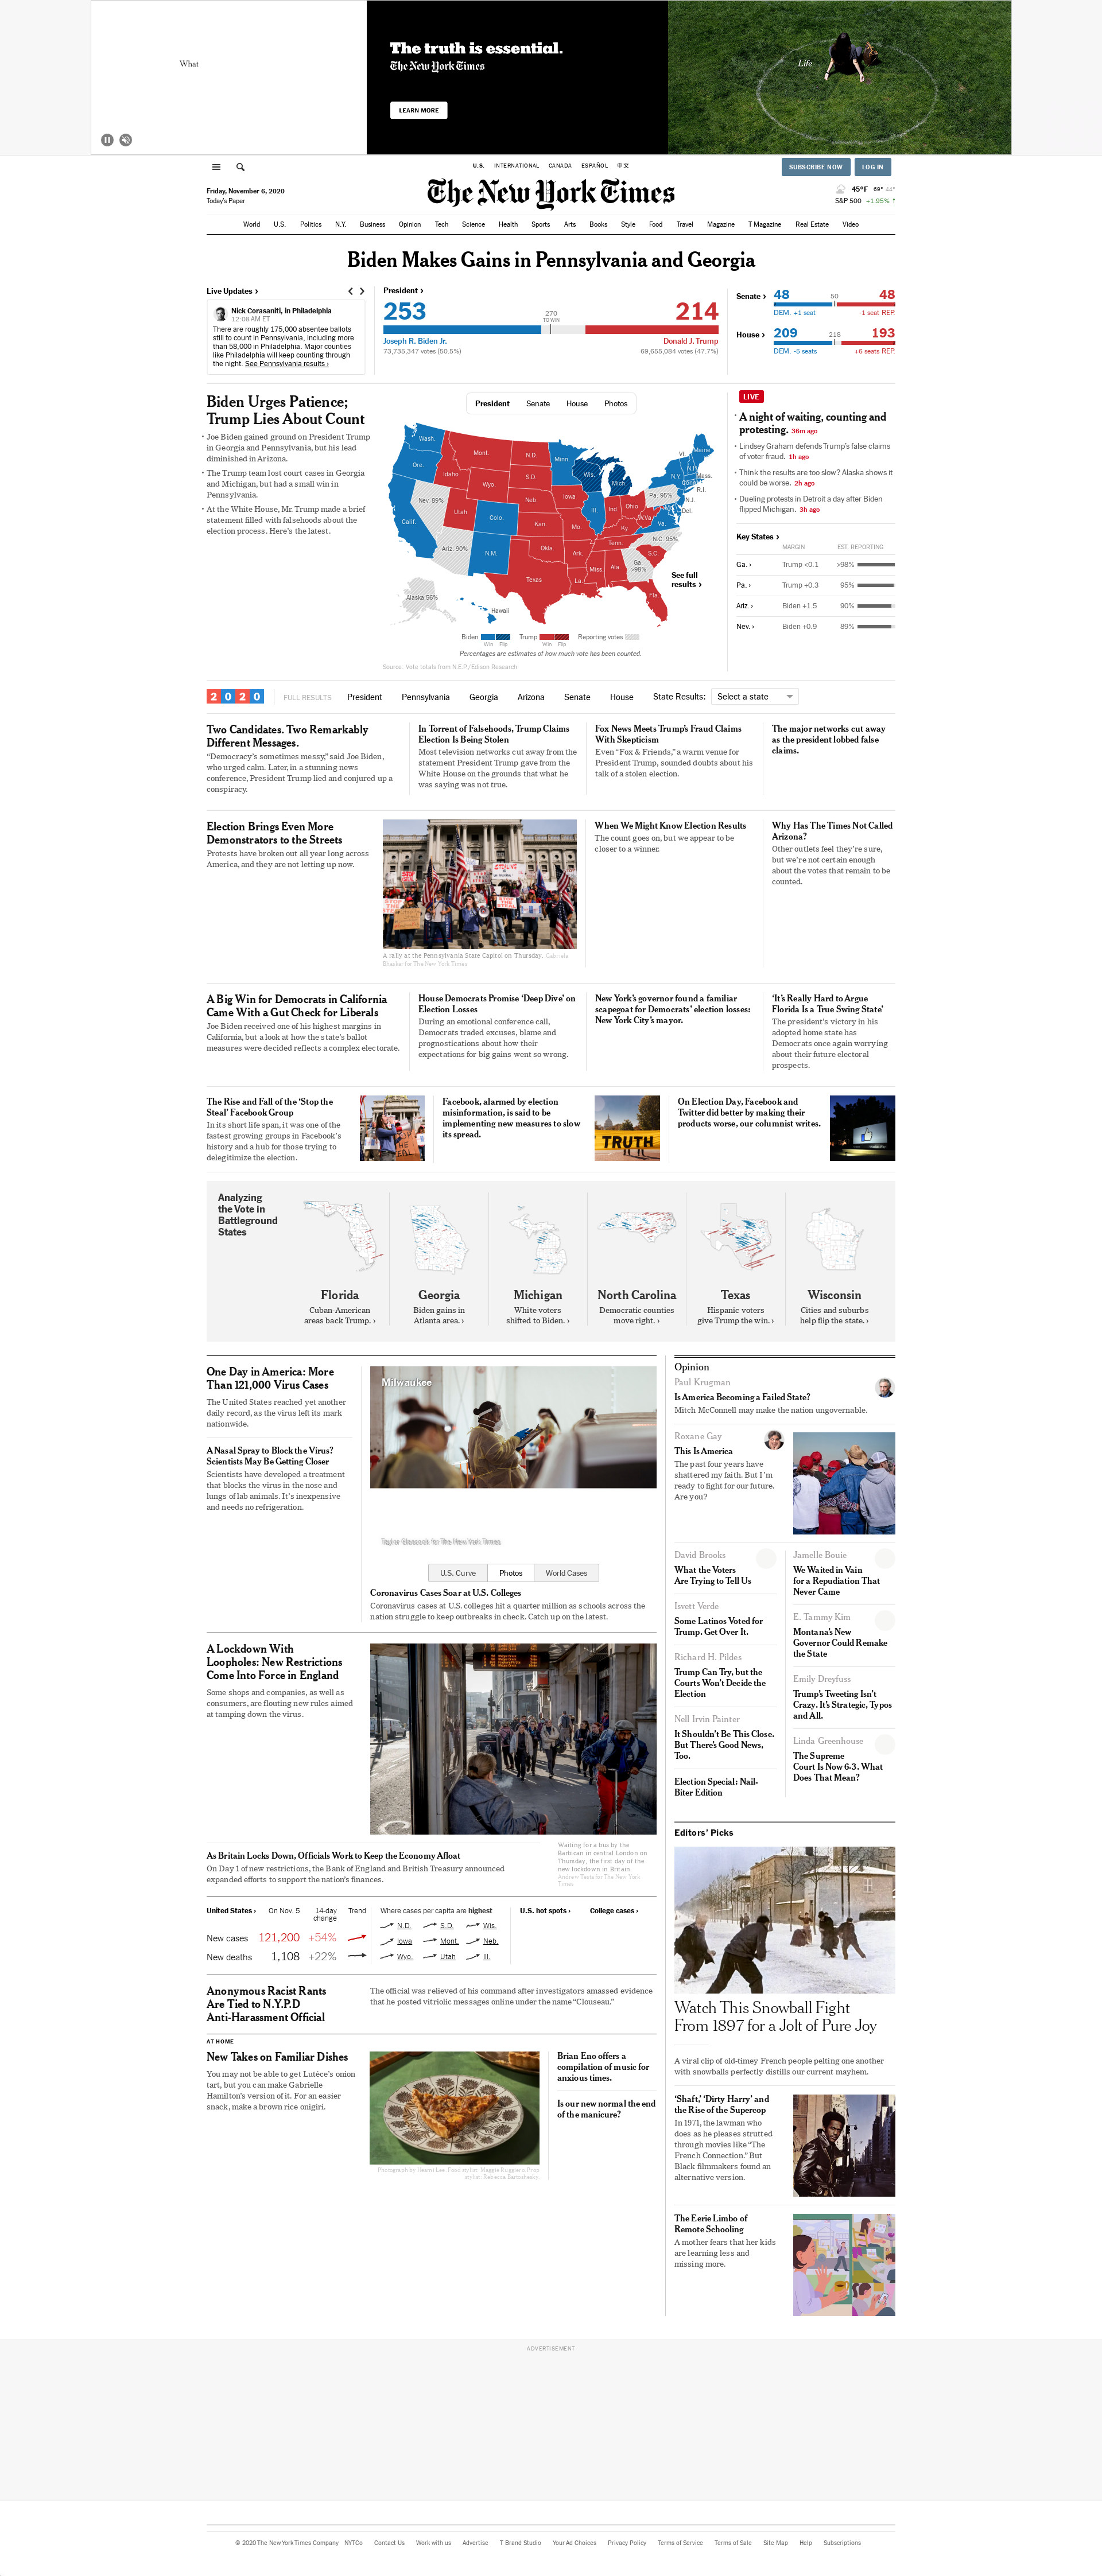 What
The truth is essential.
The New York Times
LEARN MORE
Life
U.S. INTERNATIONAL CANADA ESPAÑOL 中文
SUBSCRIBE NOW LOG IN
Friday, November 6, 2020
Today's Paper
The New York Times
45°F 69° 44°
S&P 500 +1.95% ↑
World U.S. Politics N.Y. Business Opinion Tech Science Health Sports Arts Books Style Food Travel Magazine T Magazine Real Estate Video
Biden Makes Gains in Pennsylvania and Georgia
Live Updates ›
Nick Corasaniti, in Philadelphia
12:08 AM ET
There are roughly 175,000 absentee ballots
still to count in Pennsylvania, including more
than 58,000 in Philadelphia. Major counties
like Philadelphia will keep counting through
the night. See Pennsylvania results ›
President ›
253
270
TO WIN
214
Joseph R. Biden Jr.
Donald J. Trump
73,735,347 votes (50.5%)
69,655,084 votes (47.7%)
Senate ›
48 50 48
DEM. +1 seat -1 seat REP.
House ›
209 218 193
DEM. -5 seats +6 seats REP.
Biden Urges Patience;
Trump Lies About Count
• Joe Biden gained ground on President Trump
in Georgia and Pennsylvania, but his lead
diminished in Arizona.
• The Trump team lost court cases in Georgia
and Michigan, but had a small win in
Pennsylvania.
• At the White House, Mr. Trump made a brief
statement filled with falsehoods about the
election process. Here's the latest.
President Senate House Photos
Wash.
Ore.
Calif.
Nev. 89%
Idaho
Mont.
Wyo.
Utah
Ariz. 90%
Colo.
N.M.
N.D.
S.D.
Neb.
Kan.
Okla.
Texas
Minn.
Iowa
Mo.
Ark.
La.
Wis.
Ill.
Mich.
Ind.
Ohio
Ky.
Tenn.
Miss.
Ala.
Ga.
>98%
Fla.
S.C.
N.C. 95%
Va.
W.Va.
Pa. 95%
N.Y.
Vt.
Maine
Mass.
R.I.
N.J.
Del.
Alaska 56%
Hawaii
See full
results ›
Biden Trump Reporting votes
Win Flip Win Flip
Percentages are estimates of how much vote has been counted.
Source: Vote totals from N.E.P./Edison Research
LIVE
• A night of waiting, counting and
protesting. 36m ago
• Lindsey Graham defends Trump's false claims
of voter fraud. 1h ago
• Think the results are too slow? Alaska shows it
could be worse. 2h ago
• Dueling protests in Detroit a day after Biden
flipped Michigan. 3h ago
Key States ›
MARGIN EST. REPORTING
Ga. › Trump <0.1 >98%
Pa. › Trump +0.3 95%
Ariz. › Biden +1.5 90%
Nev. › Biden +0.9 89%
2020 FULL RESULTS President Pennsylvania Georgia Arizona Senate House State Results: Select a state
Two Candidates. Two Remarkably
Different Messages.
"Democracy's sometimes messy," said Joe Biden,
who urged calm. Later, in a stunning news
conference, President Trump lied and conjured up a
conspiracy.
In Torrent of Falsehoods, Trump Claims
Election Is Being Stolen
Most television networks cut away from the
statement President Trump gave from the
White House on the grounds that what he
was saying was not true.
Fox News Meets Trump's Fraud Claims
With Skepticism
Even "Fox & Friends," a warm venue for
President Trump, sounded doubts about his
talk of a stolen election.
The major networks cut away
as the president lobbed false
claims.
Election Brings Even More
Demonstrators to the Streets
Protests have broken out all year long across
America, and they are not letting up now.
A rally at the Pennsylvania State Capitol on Thursday. Gabriela
Bhaskar for The New York Times
When We Might Know Election Results
The count goes on, but we appear to be
closer to a winner.
Why Has The Times Not Called
Arizona?
Other outlets feel they're sure,
but we're not certain enough
about the votes that remain to be
counted.
A Big Win for Democrats in California
Came With a Gut Check for Liberals
Joe Biden received one of his highest margins in
California, but a look at how the state's ballot
measures were decided reflects a complex electorate.
House Democrats Promise 'Deep Dive' on
Election Losses
During an emotional conference call,
Democrats traded excuses, blame and
prognostications about how their
expectations for big gains went so wrong.
New York's governor found a familiar
scapegoat for Democrats' election losses:
New York City's mayor.
'It's Really Hard to Argue
Florida Is a True Swing State'
The president's victory in his
adopted home state has
Democrats once again worrying
about their future electoral
prospects.
The Rise and Fall of the 'Stop the
Steal' Facebook Group
In its short life span, it was one of the
fastest growing groups in Facebook's
history and a hub for those trying to
delegitimize the election.
Facebook, alarmed by election
misinformation, is said to be
implementing new measures to slow
its spread.
TRUTH
On Election Day, Facebook and
Twitter did better by making their
products worse, our columnist writes.
Analyzing
the Vote in
Battleground
States
Florida
Cuban-American
areas back Trump. ›
Georgia
Biden gains in
Atlanta area. ›
Michigan
White voters
shifted to Biden. ›
North Carolina
Democratic counties
move right. ›
Texas
Hispanic voters
give Trump the win. ›
Wisconsin
Cities and suburbs
help flip the state. ›
One Day in America: More
Than 121,000 Virus Cases
The United States reached yet another
daily record, as the virus left its mark
nationwide.
A Nasal Spray to Block the Virus?
Scientists May Be Getting Closer
Scientists have developed a treatment
that blocks the virus in the nose and
lungs of lab animals. It's inexpensive
and needs no refrigeration.
Milwaukee
Taylor Glascock for The New York Times
U.S. Curve Photos World Cases
Coronavirus Cases Soar at U.S. Colleges
Coronavirus cases at U.S. colleges hit a quarter million as schools across the
nation struggle to keep outbreaks in check. Catch up on the latest.
A Lockdown With
Loopholes: New Restrictions
Come Into Force in England
Some shops and companies, as well as
consumers, are flouting new rules aimed
at tamping down the virus.
As Britain Locks Down, Officials Work to Keep the Economy Afloat
On Day 1 of new restrictions, the Bank of England and British Treasury announced
expanded efforts to support the nation's finances.
Waiting for a bus by the
Barbican in central London on
Thursday, the first day of the
new lockdown in Britain.
Andrew Testa for The New York
Times
United States › On Nov. 5 14-day
change Trend
New cases 121,200 +54%
New deaths 1,108 +22%
Where cases per capita are highest
N.D. S.D. Wis.
Iowa Mont. Neb.
Wyo. Utah Ill.
U.S. hot spots › College cases ›
Anonymous Racist Rants
Are Tied to N.Y.P.D
Anti-Harassment Official
The official was relieved of his command after investigators amassed evidence
that he posted vitriolic messages online under the name "Clouseau."
AT HOME
New Takes on Familiar Dishes
You may not be able to get Lutèce's onion
tart, but you can make Gabrielle
Hamilton's version of it. For an easier
snack, make a brown rice onigiri.
Brian Eno offers a
compilation of music for
anxious times.
Is our new normal the end
of the manicure?
Opinion
Paul Krugman
Is America Becoming a Failed State?
Mitch McConnell may make the nation ungovernable.
Roxane Gay
This Is America
The past four years have
shattered my faith. But I'm
ready to fight for our future.
Are you?
David Brooks
What the Voters
Are Trying to Tell Us
Isvett Verde
Some Latinos Voted for
Trump. Get Over It.
Richard H. Pildes
Trump Can Try, but the
Courts Won't Decide the
Election
Nell Irvin Painter
It Shouldn't Be This Close.
But There's Good News,
Too.
Election Special: Nail-
Biter Edition
Jamelle Bouie
We Waited in Vain
for a Repudiation That
Never Came
E. Tammy Kim
Montana's New
Governor Could Remake
the State
Emily Dreyfuss
Trump's Tweeting Isn't
Crazy. It's Strategic, Typos
and All.
Linda Greenhouse
The Supreme
Court Is Now 6-3. What
Does That Mean?
Editors' Picks
Watch This Snowball Fight
From 1897 for a Jolt of Pure Joy
A viral clip of old-timey French people pelting one another
with snowballs perfectly distills our current mayhem.
'Shaft,' 'Dirty Harry' and
the Rise of the Supercop
In 1971, the lawman who
does as he pleases strutted
through movies like "The
French Connection." But
Black filmmakers found an
alternative version.
The Eerie Limbo of
Remote Schooling
A mother fears that her kids
are learning less and
missing more.
ADVERTISEMENT
© 2020 The New York Times Company NYTCo Contact Us Work with us Advertise T Brand Studio Your Ad Choices Privacy Policy Terms of Service Terms of Sale Site Map Help Subscriptions